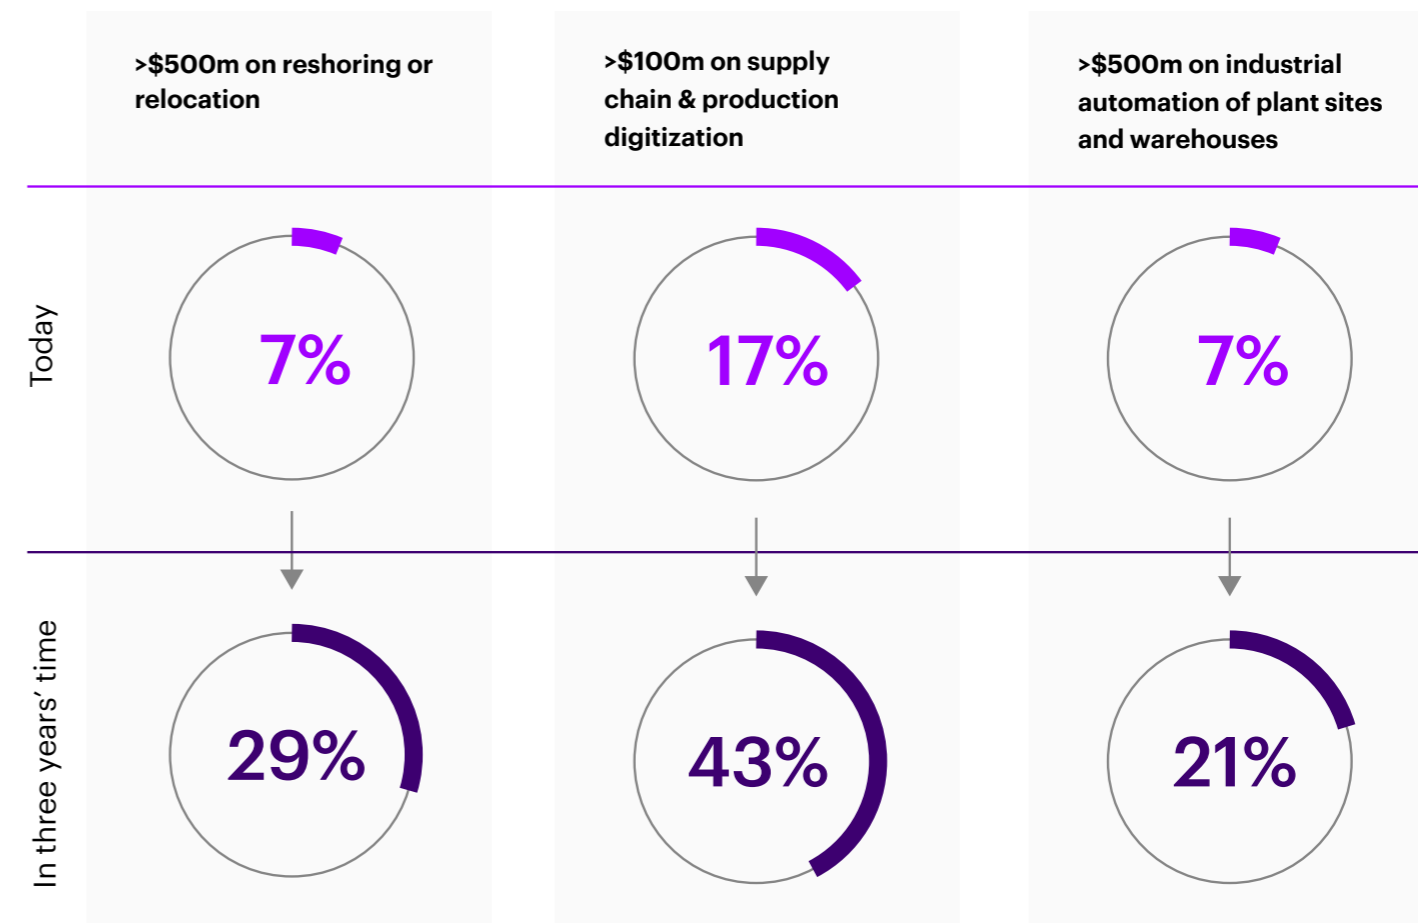 >$500m on reshoring or
relocation
>$100m on supply
chain & production
digitization
>$500m on industrial
automation of plant sites
and warehouses
Today
7%
17%
7%
In three years’ time
29%
43%
21%